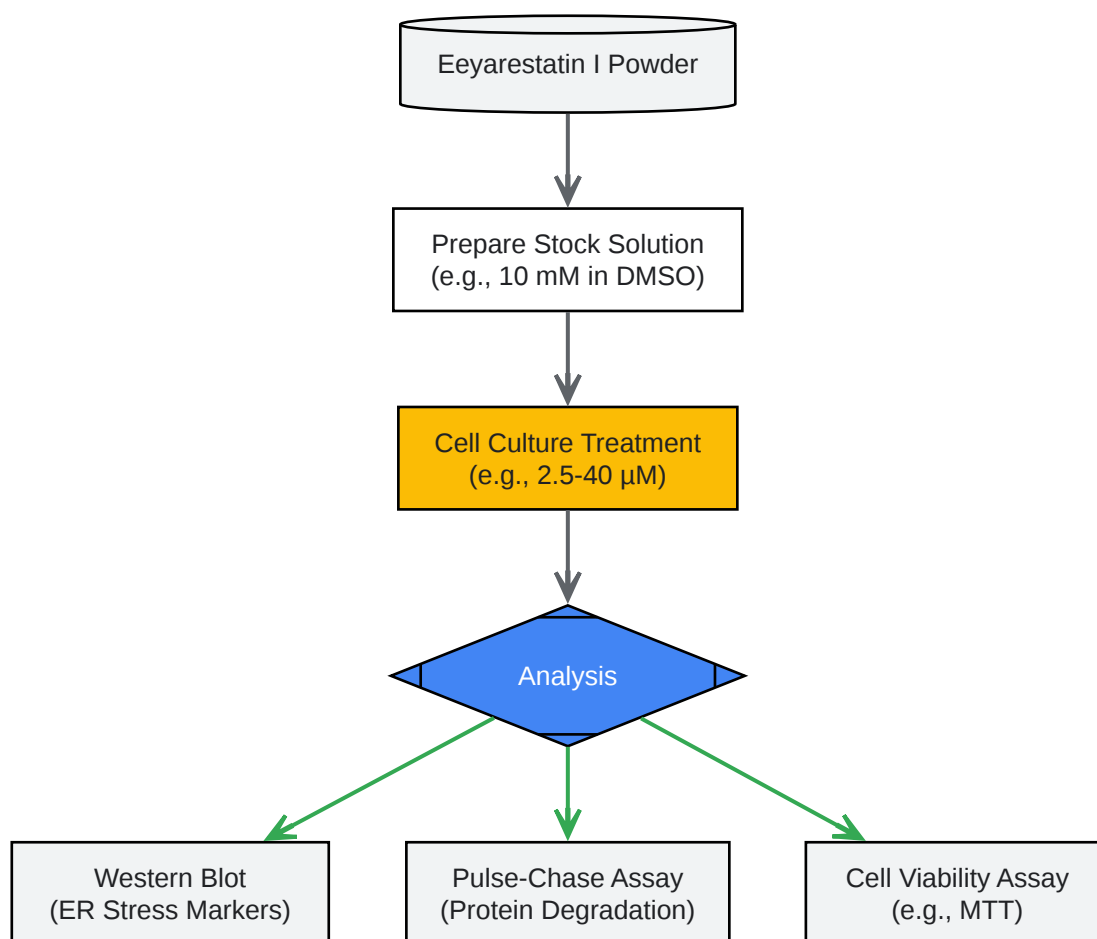 Eeyarestatin I Powder
Prepare Stock Solution
(e.g., 10 mM in DMSO)
Cell Culture Treatment
(e.g., 2.5-40 µM)
Analysis
Western Blot
(ER Stress Markers)
Pulse-Chase Assay
(Protein Degradation)
Cell Viability Assay
(e.g., MTT)